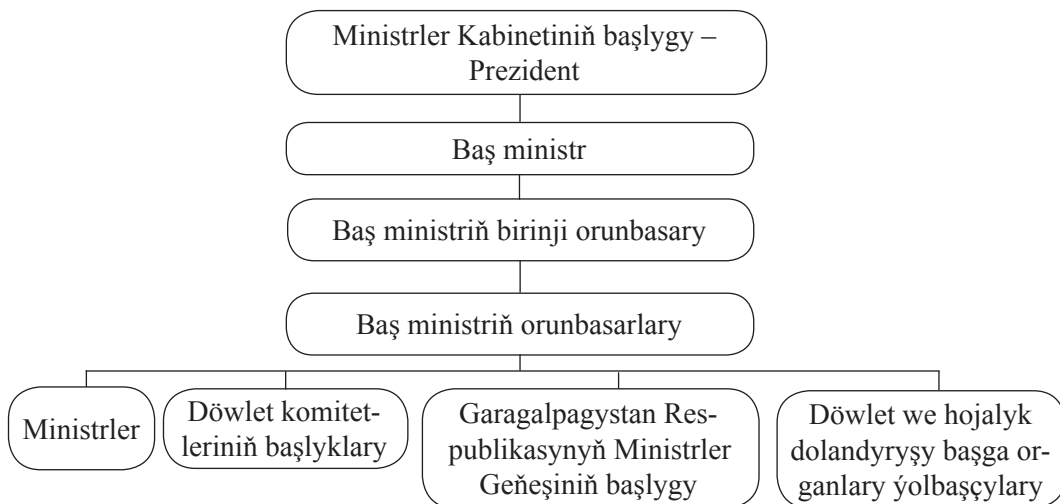 Ministrler Kabinetiniň başlygy –
Prezident
Baş ministr
Baş ministriň birinji orunbasary
Baş ministriň orunbasarlary
Ministrler
Döwlet komitet-
leriniň başlyklary
Garagalpagystan Res-
publikasynyň Ministrler
Geňeşiniň başlygy
Döwlet we hojalyk
dolandyryşy başga or-
ganlary ýolbaşçylary